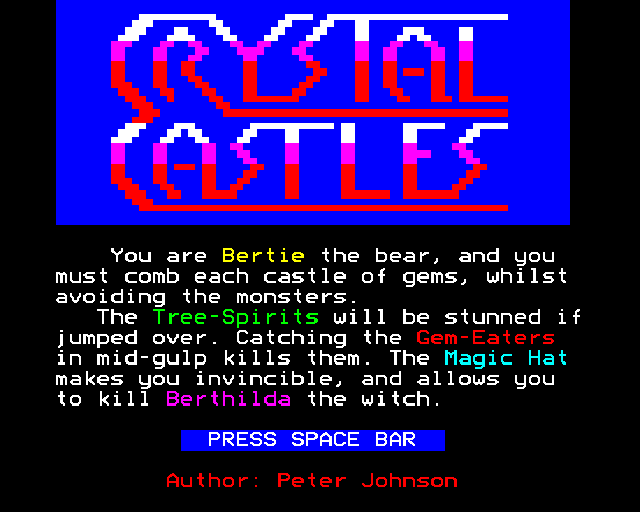 CRYSTAL
CASTLES
You are Bertie the bear, and you
must comb each castle of gems, whilst
avoiding the monsters.
The Tree-Spirits will be stunned if
jumped over. Catching the Gem-Eaters
in mid-gulp kills them. The Magic Hat
makes you invincible, and allows you
to kill Berthilda the witch.
PRESS SPACE BAR
Author: Peter Johnson